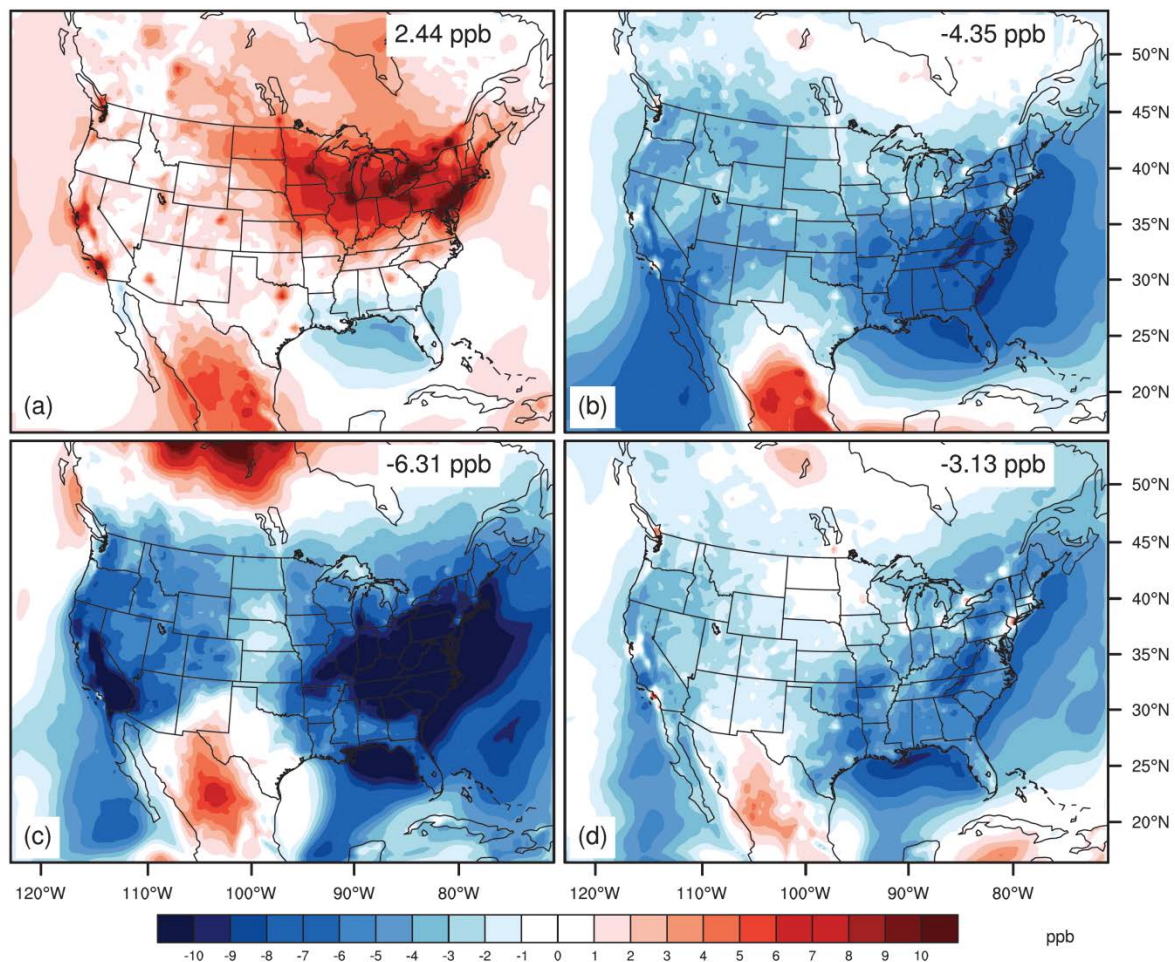 2.44 ppb
-4.35 ppb
50°N
45°N
40°N
35°N
30°N
25°N
20°N
(a)
(b)
-6.31 ppb
-3.13 ppb
50°N
45°N
40°N
35°N
30°N
25°N
20°N
(c)
(d)
120°W 110°W 100°W 90°W 80°W 120°W 110°W 100°W 90°W 80°W
-10 -9 -8 -7 -6 -5 -4 -3 -2 -1 0 1 2 3 4 5 6 7 8 9 10
ppb